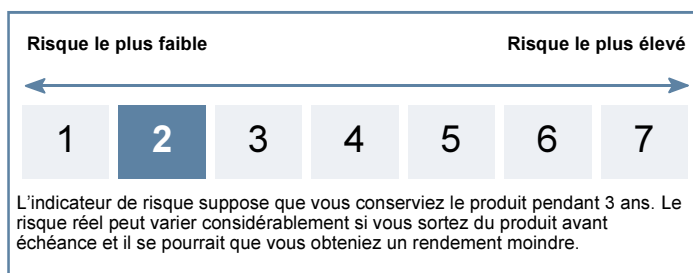 Risque le plus faible Risque le plus élevé
1 2 3 4 5 6 7
L'indicateur de risque suppose que vous conserviez le produit pendant 3 ans. Le
risque réel peut varier considérablement si vous sortez du produit avant
échéance et il se pourrait que vous obteniez un rendement moindre.